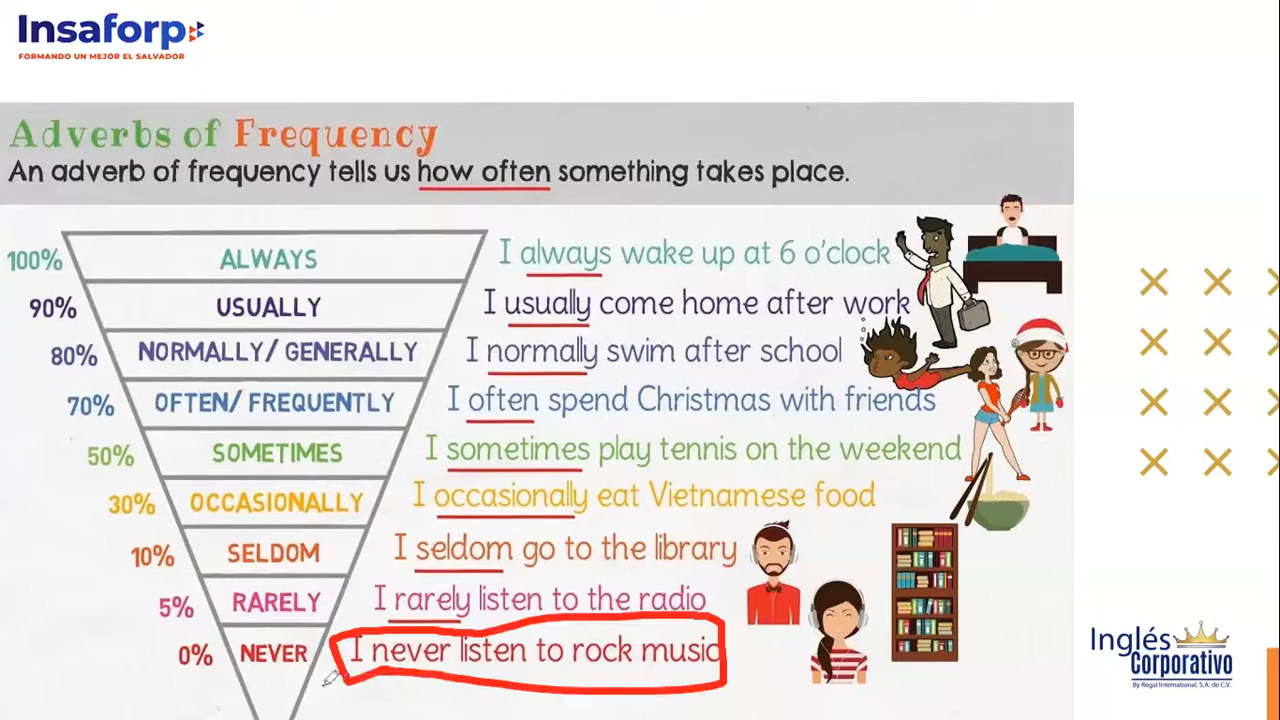 Insaforp
FORMANDO UN MEJOR EL SALVADOR
Adverbs of Frequency
An adverb of frequency tells us how often something takes place.
100% ALWAYS I always wake up at 6 o'clock
90% USUALLY I usually come home after work
80% NORMALLY/ GENERALLY I normally swim after school
70% OFTEN/ FREQUENTLY I often spend Christmas with friends
50% SOMETIMES I sometimes play tennis on the weekend
30% OCCASIONALLY I occasionally eat Vietnamese food
10% SELDOM I seldom go to the library
5% RARELY I rarely listen to the radio
0% NEVER I never listen to rock music
Inglés
Corporativo
By Regal International, S.A. de C.V.